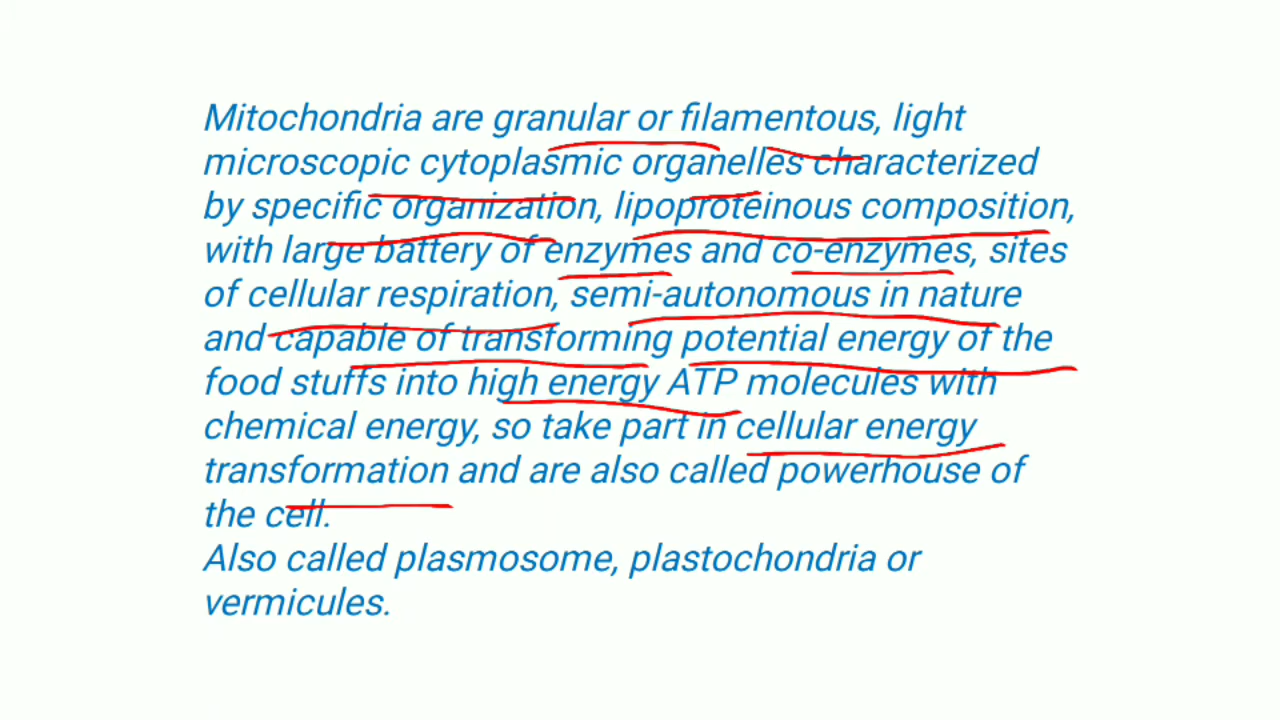 Mitochondria are granular or filamentous, light
microscopic cytoplasmic organelles characterized
by specific organization, lipoproteinous composition,
with large battery of enzymes and co-enzymes, sites
of cellular respiration, semi-autonomous in nature
and capable of transforming potential energy of the
food stuffs into high energy ATP molecules with
chemical energy, so take part in cellular energy
transformation and are also called powerhouse of
the cell.
Also called plasmosome, plastochondria or
vermicules.